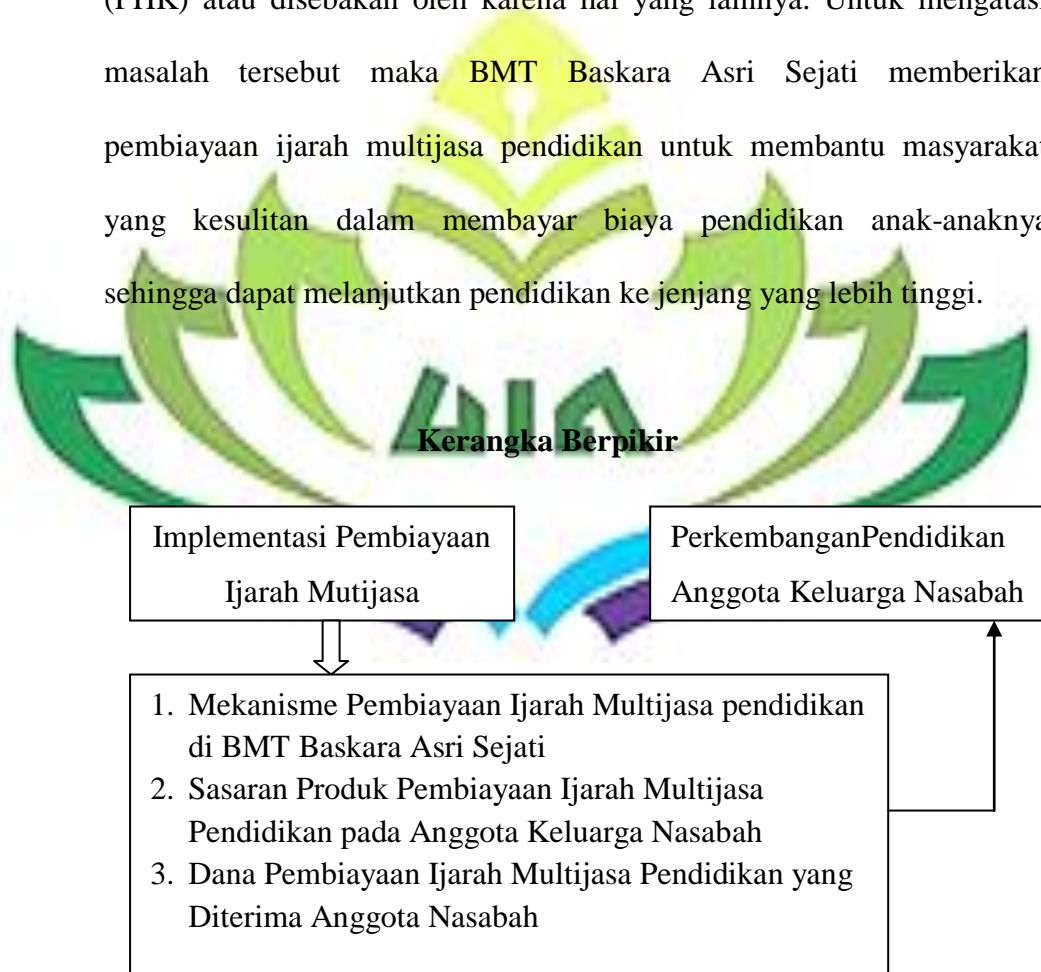 (PHK) atau disebakan oleh karena hal yang lainnya. Untuk mengatasi
masalah tersebut maka BMT Baskara Asri Sejati memberikan
pembiayaan ijarah multijasa pendidikan untuk membantu masyarakat
yang kesulitan dalam membayar biaya pendidikan anak-anaknya
sehingga dapat melanjutkan pendidikan ke jenjang yang lebih tinggi.
Kerangka Berpikir
Implementasi Pembiayaan
Ijarah Mutijasa
PerkembanganPendidikan
Anggota Keluarga Nasabah
1. Mekanisme Pembiayaan Ijarah Multijasa pendidikan
di BMT Baskara Asri Sejati
2. Sasaran Produk Pembiayaan Ijarah Multijasa
Pendidikan pada Anggota Keluarga Nasabah
3. Dana Pembiayaan Ijarah Multijasa Pendidikan yang
Diterima Anggota Nasabah